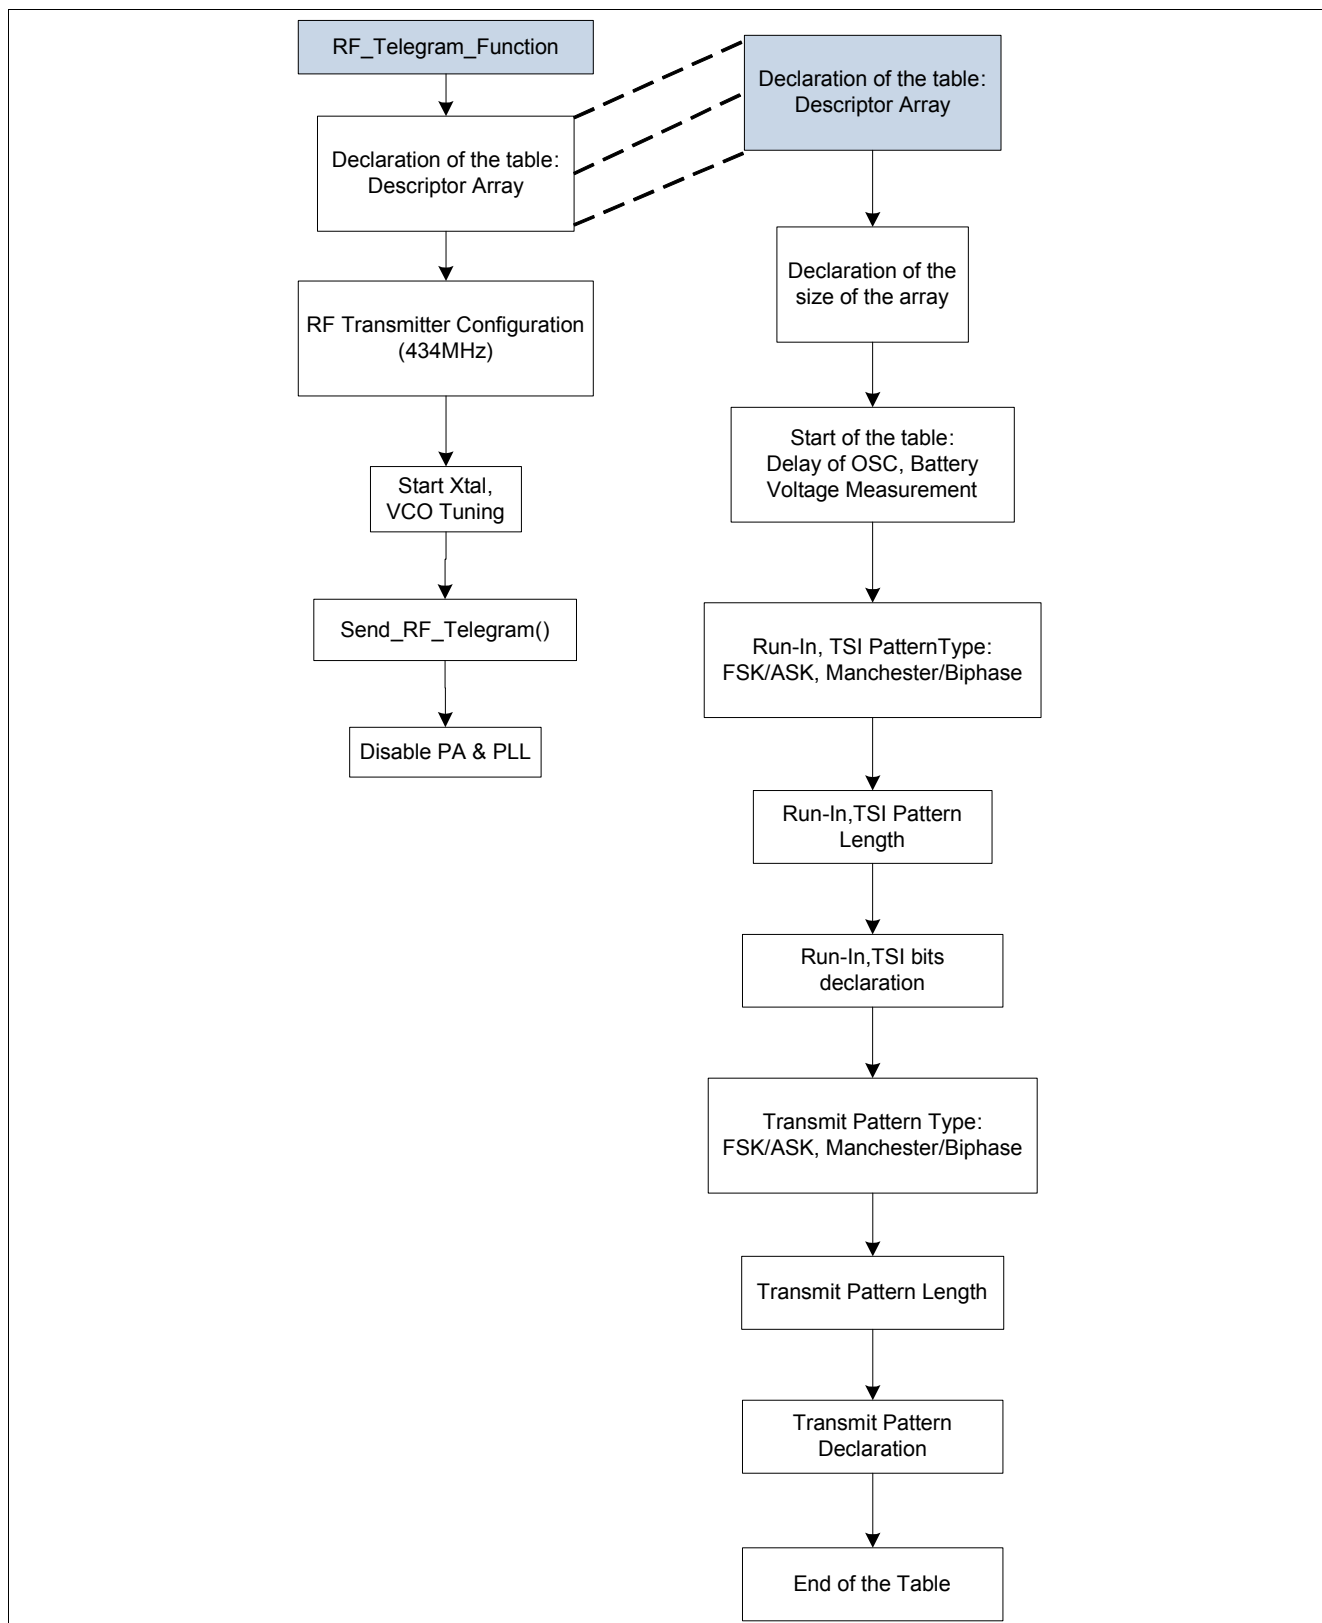 RF_Telegram_Function
Declaration of the table:
Descriptor Array
RF Transmitter Configuration
(434MHz)
Start Xtal,
VCO Tuning
Send_RF_Telegram()
Disable PA & PLL
Declaration of the table:
Descriptor Array
Declaration of the
size of the array
Start of the table:
Delay of OSC, Battery
Voltage Measurement
Run-In, TSI PatternType:
FSK/ASK, Manchester/Biphase
Run-In,TSI Pattern
Length
Run-In,TSI bits
declaration
Transmit Pattern Type:
FSK/ASK, Manchester/Biphase
Transmit Pattern Length
Transmit Pattern
Declaration
End of the Table